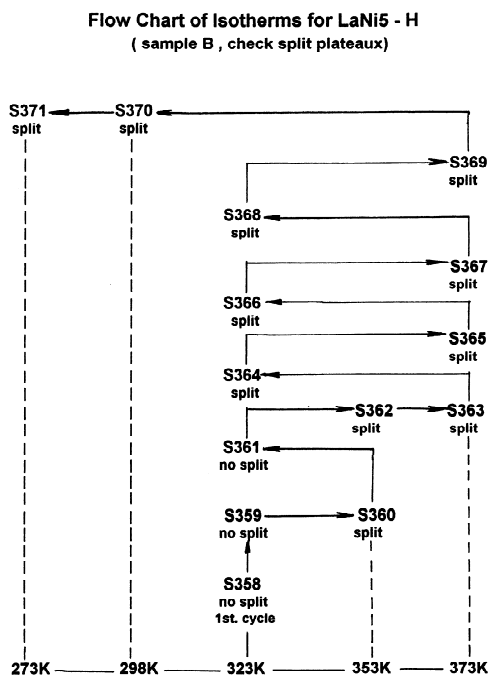 Flow Chart of Isotherms for LaNi5 - H
( sample B , check split plateaux)
S371 S370
split split
S369
split
S368
split
S367
split
S366
split
S365
split
S364
split
S362 S363
split split
S361
no split
S359 S360
no split split
S358
no split
1st. cycle
273K 298K 323K 353K 373K